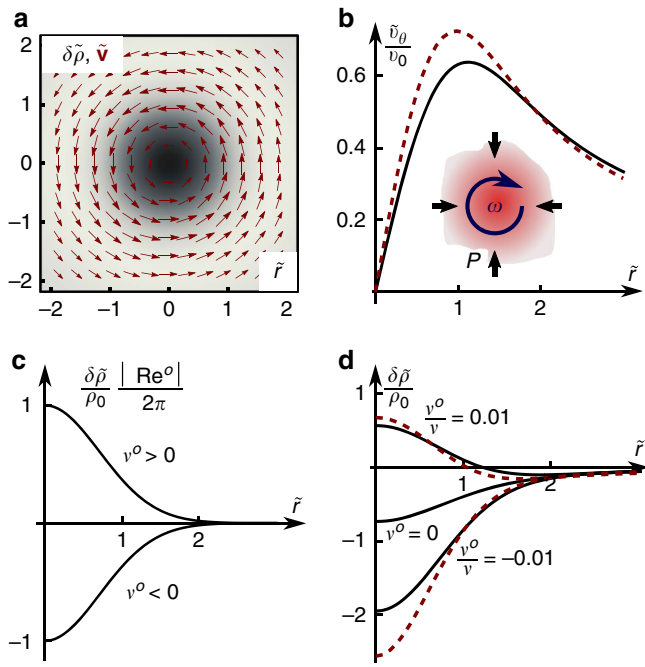 a
δρ̃, ṽ
2
1
0
−1
−2
r̃
−2 −1 0 1 2
b
ṽθ/υ0
0.6
0.4
0.2
ω
P
r̃
1 2
c
δρ̃/ρ0 | Reᵒ|/2π
1
νᵒ > 0
r̃
1 2
νᵒ < 0
−1
d
δρ̃/ρ0
1
νᵒ/ν = 0.01
r̃
1 2
νᵒ = 0
−1
νᵒ/ν = −0.01
−2